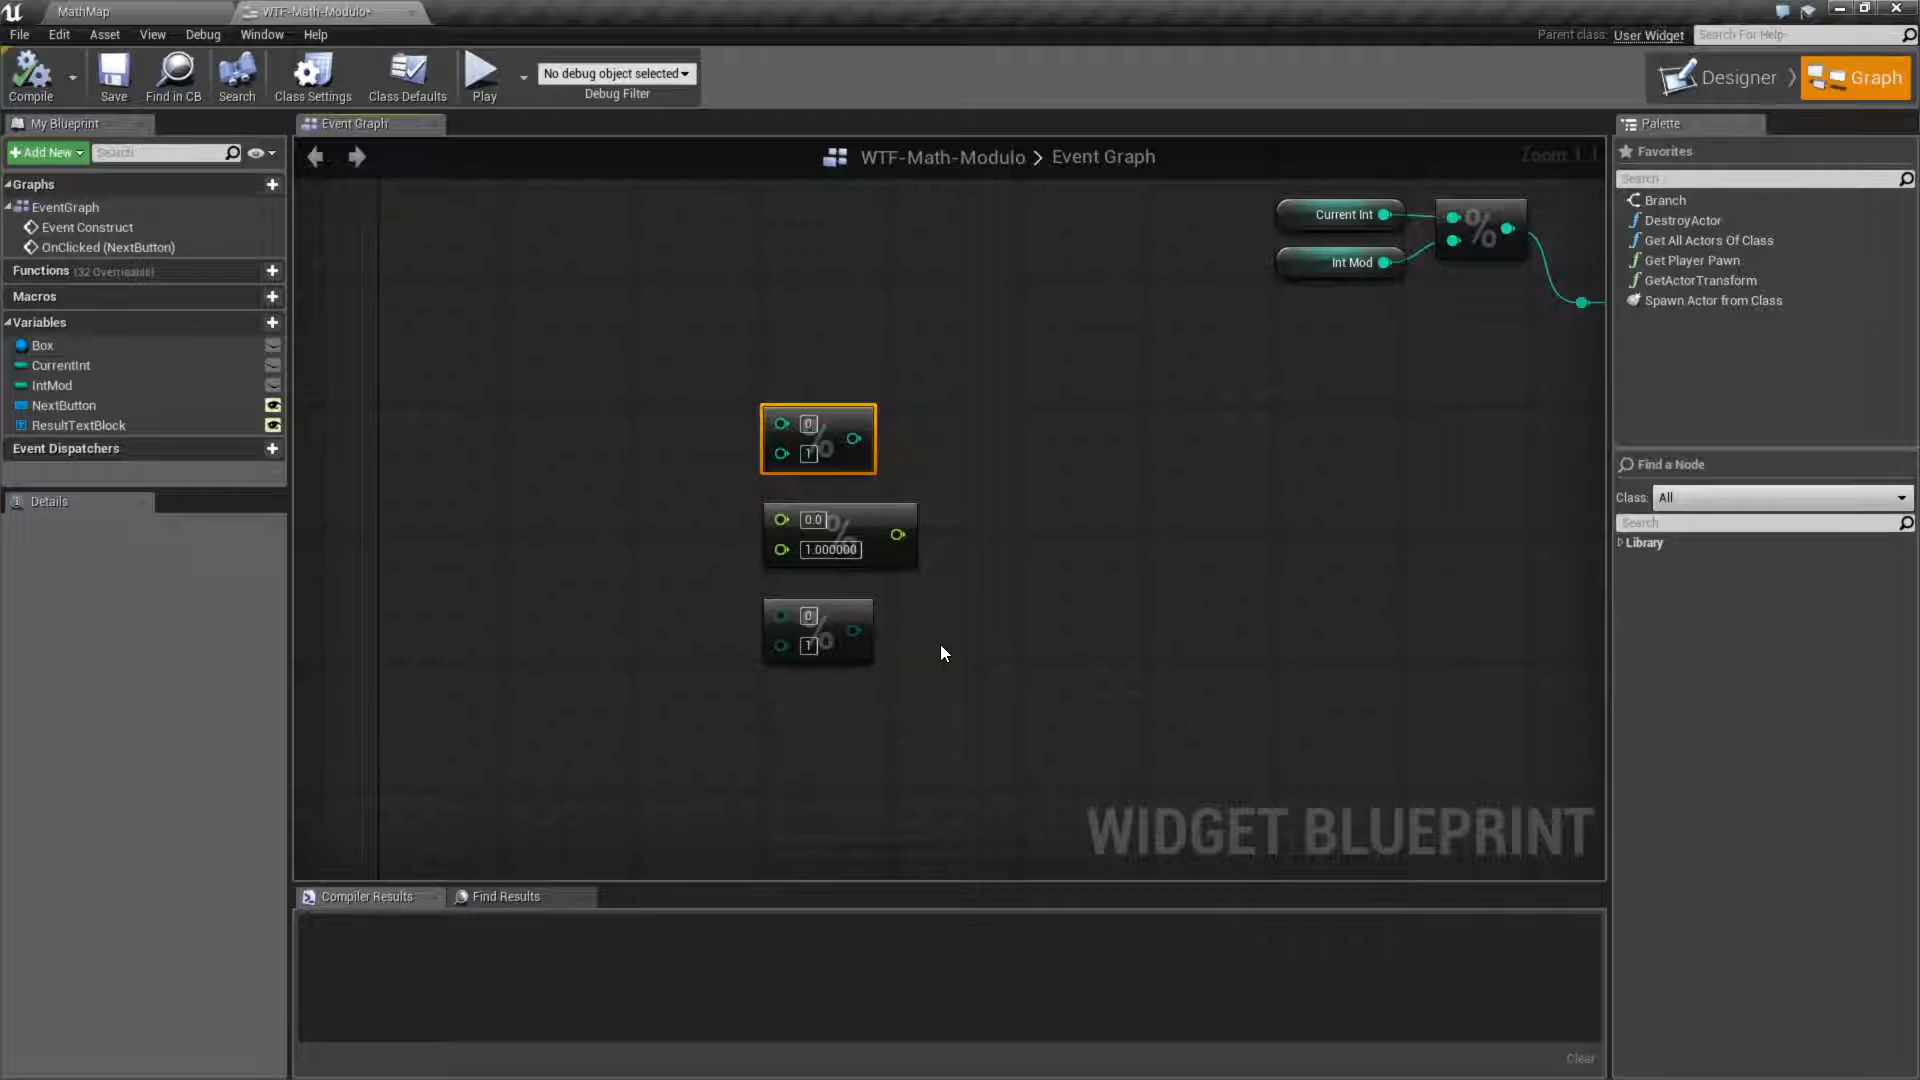 MathMap
WTF-Math-Modulo*
File Edit Asset View Debug Window Help
Parent class: User Widget
Search For Help
Compile
Save
Find in CB
Search
Class Settings
Class Defaults
Play
No debug object selected
Debug Filter
Designer
Graph
My Blueprint
Event Graph
Palette
Add New
Search
WTF-Math-Modulo > Event Graph
Zoom 1:1
Favorites
Search
Graphs
EventGraph
Event Construct
OnClicked (NextButton)
Functions (32 Overridable)
Macros
Variables
Box
CurrentInt
IntMod
NextButton
ResultTextBlock
Event Dispatchers
Details
Current Int
Int Mod
%
0
1
%
0.0
1.000000
%
0
1
%
WIDGET BLUEPRINT
Branch
DestroyActor
Get All Actors Of Class
Get Player Pawn
GetActorTransform
Spawn Actor from Class
Find a Node
Class: All
Search
Library
Compiler Results
Find Results
Clear